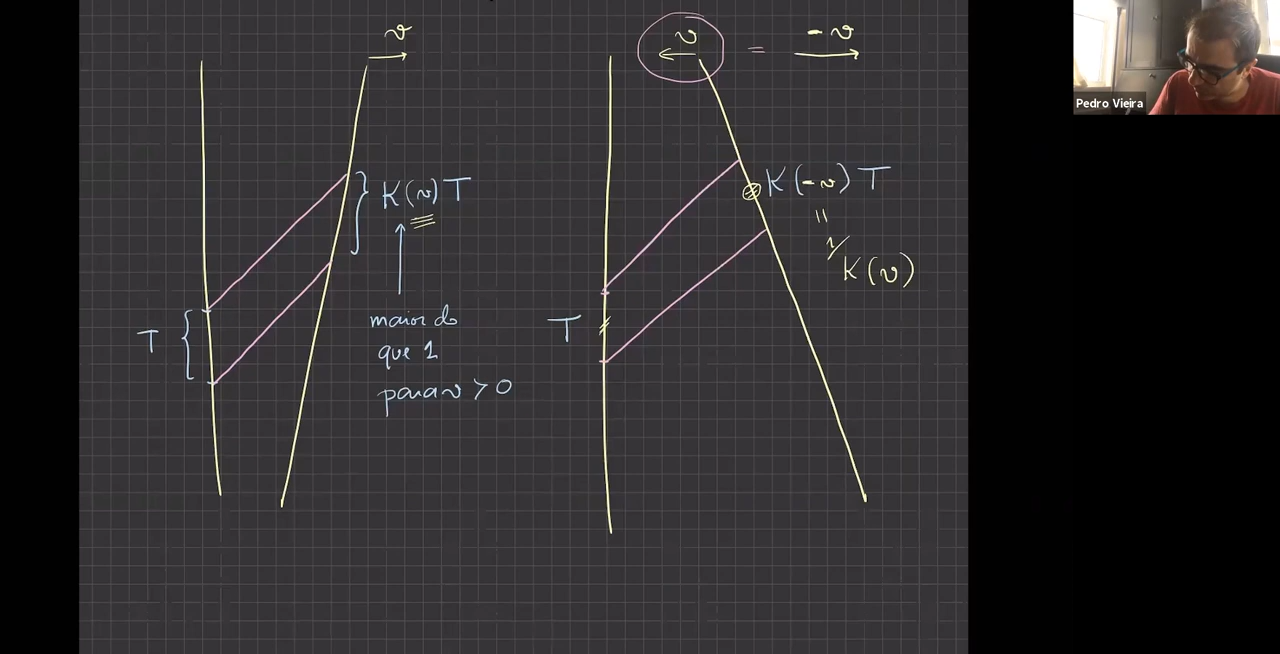 v
K(v)T
T
maior do
que 1
para v > 0
v = -v
K(-v)T
=
1/K(v)
T
Pedro Vieira